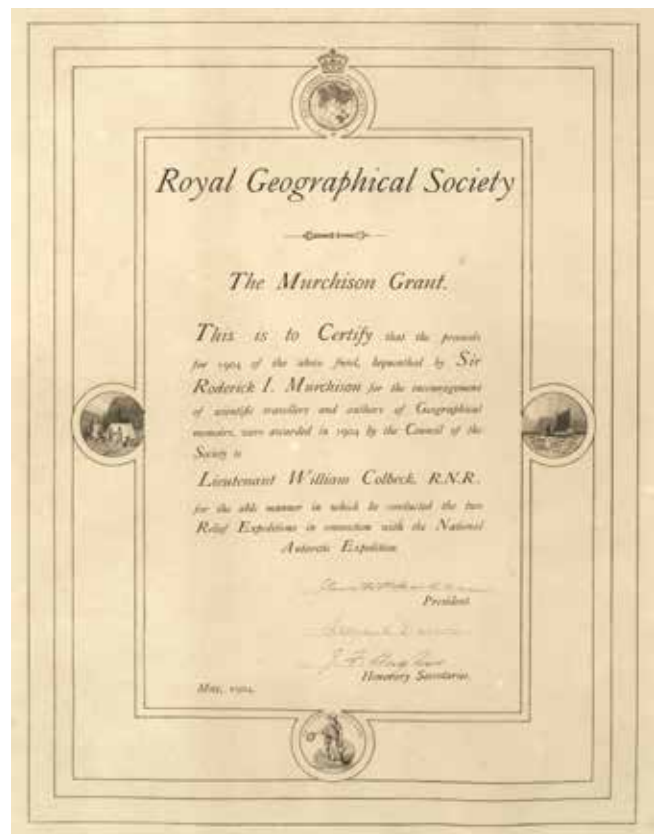 Royal Geographical Society
The Murchison Grant.
This is to Certify that the proceeds
for 1904 of the above fund, bequeathed by Sir
Roderick I. Murchison for the encouragement
of scientific travellers and authors of Geographical
memoirs, were awarded in 1904 by the Council of the
Society to
Lieutenant William Colbeck, R.N.R.
for the able manner in which he conducted the two
Relief Expeditions in connection with the National
Antarctic Expedition
President.
Honorary Secretaries.
May, 1904.